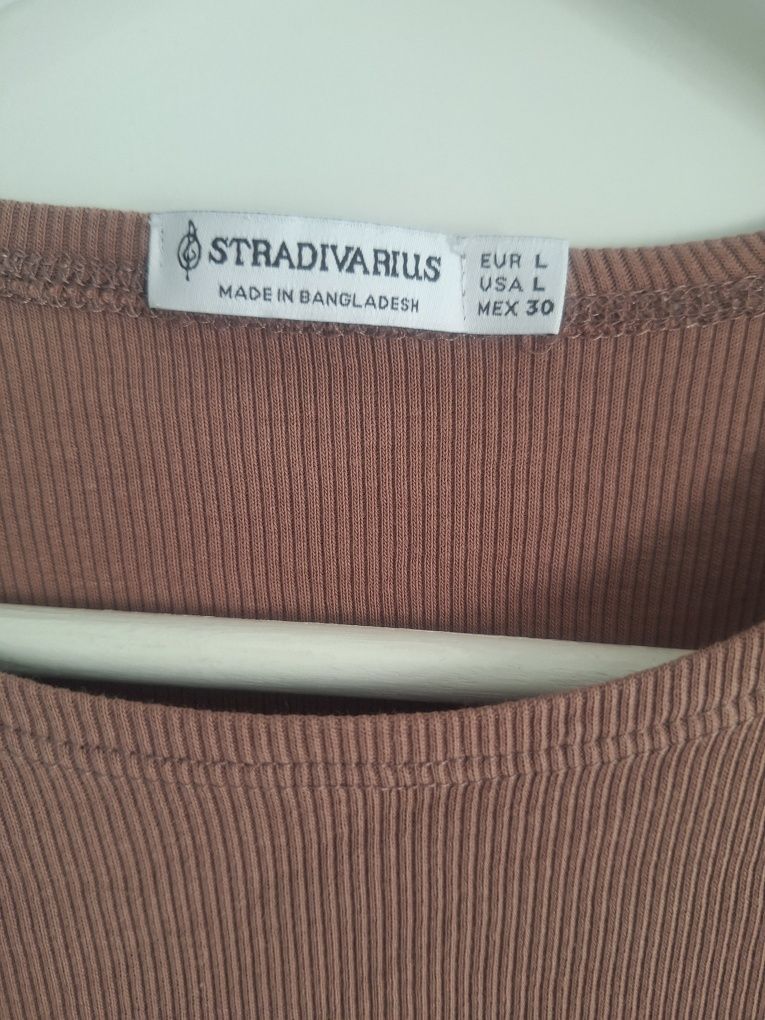 STRADIVARIUS
MADE IN BANGLADESH
EUR L
USA L
MEX 30